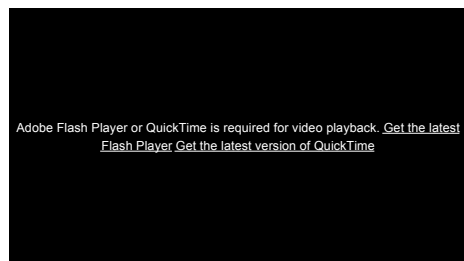 Adobe Flash Player or QuickTime is required for video playback. Get the latest
Flash Player Get the latest version of QuickTime